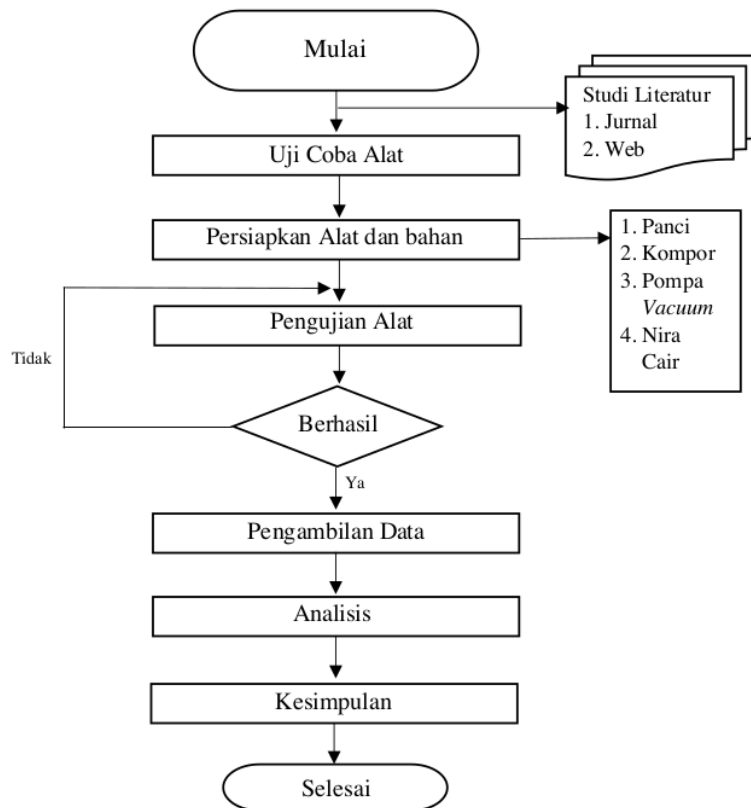 Mulai
Studi Literatur
1. Jurnal
2. Web
Uji Coba Alat
Persiapkan Alat dan bahan
1. Panci
2. Kompor
3. Pompa
Vacuum
4. Nira
Cair
Pengujian Alat
Tidak
Berhasil
Ya
Pengambilan Data
Analisis
Kesimpulan
Selesai